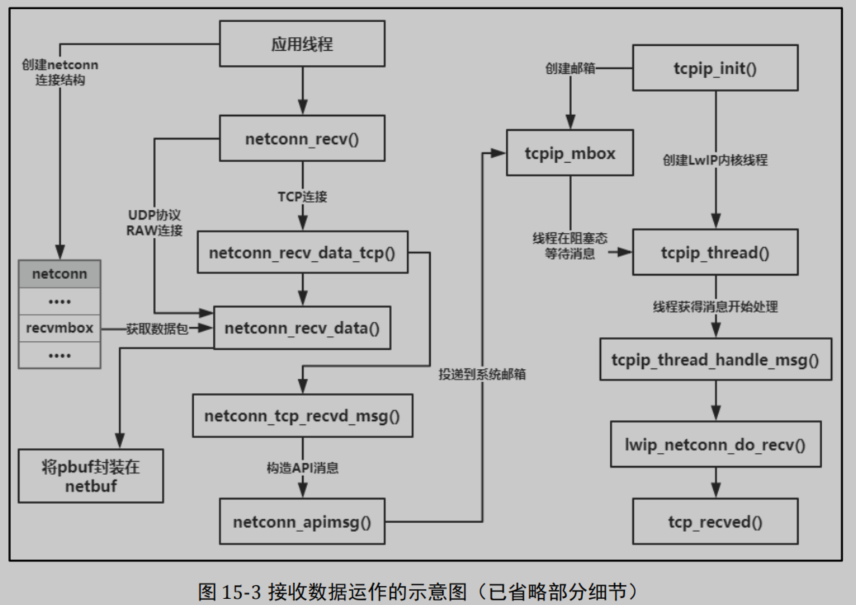 应用线程
创建netconn
连接结构
netconn_recv()
TCP连接
UDP协议
RAW连接
netconn_recv_data_tcp()
netconn
••••
recvmbox
••••
获取数据包
netconn_recv_data()
netconn_tcp_recvd_msg()
将pbuf封装在
netbuf
构造API消息
netconn_apimsg()
投递到系统邮箱
创建邮箱
tcpip_init()
tcpip_mbox
创建LwIP内核线程
线程在阻塞态
等待消息
tcpip_thread()
线程获得消息开始处理
tcpip_thread_handle_msg()
lwip_netconn_do_recv()
tcp_recved()
图 15-3 接收数据运作的示意图（已省略部分细节）